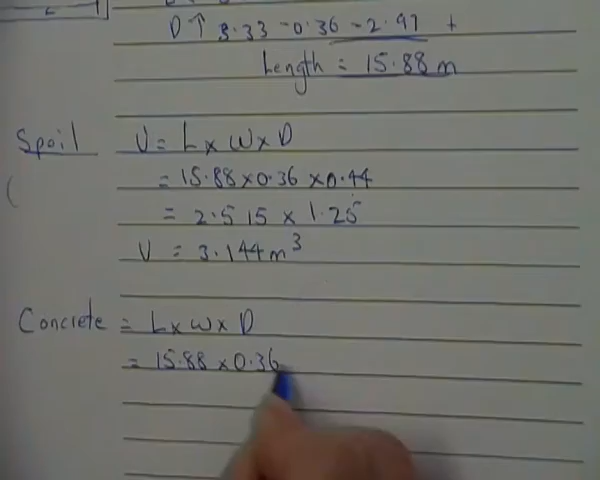 D↑ 3.33 - 0.36 - 2.97 +
Length = 15.88 m
Spoil V = L x W x D
= 15.88 x 0.36 x 0.44
= 2.515 x 1.25
V = 3.144 m³
Concrete = L x W x D
= 15.88 x 0.36